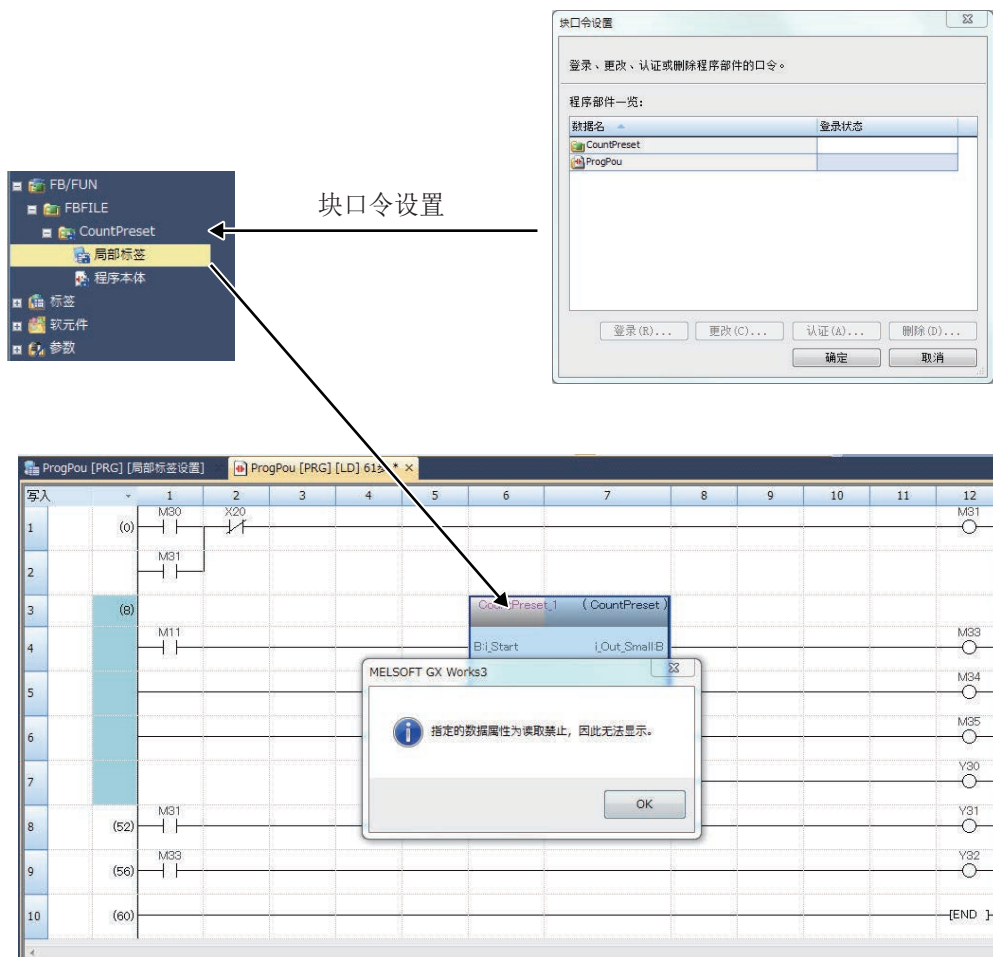 块口令设置
登录、更改、认证或删除程序部件的口令。
程序部件一览:
数据名 登录状态
CountPreset
ProgPou
登录(R)... 更改(C)... 认证(A)... 删除(D)...
确定 取消
FB/FUN
FBFILE
CountPreset
局部标签
程序本体
标签
软元件
参数
块口令设置
ProgPou [PRG] [局部标签设置] ProgPou [PRG] [LD] 61步 * ×
写入 1 2 3 4 5 6 7 8 9 10 11 12
M30 X20 M31
1 (0)
M31
2
3 (8) CountPreset_1 (CountPreset)
M11 M33
4 B:i_Start i_Out_Small:B
M34
5
M35
6
Y30
7
M31 Y31
8 (52)
M33 Y32
9 (56)
10 (60) [END ]
MELSOFT GX Works3
指定的数据属性为读取禁止，因此无法显示。
OK